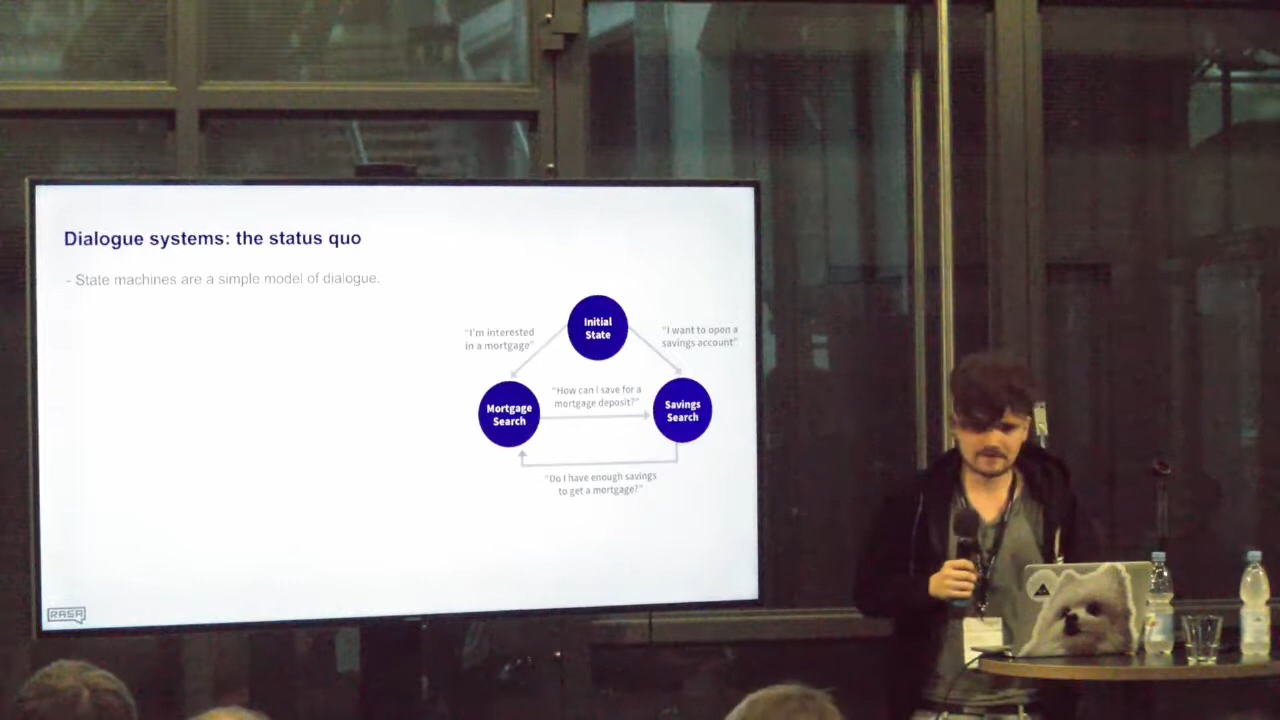 Dialogue systems: the status quo
- State machines are a simple model of dialogue.
Initial
State
"I'm interested
in a mortgage"
"I want to open a
savings account"
"How can I save for a
mortgage deposit?"
Mortgage
Search
Savings
Search
"Do I have enough savings
to get a mortgage?"
RASA